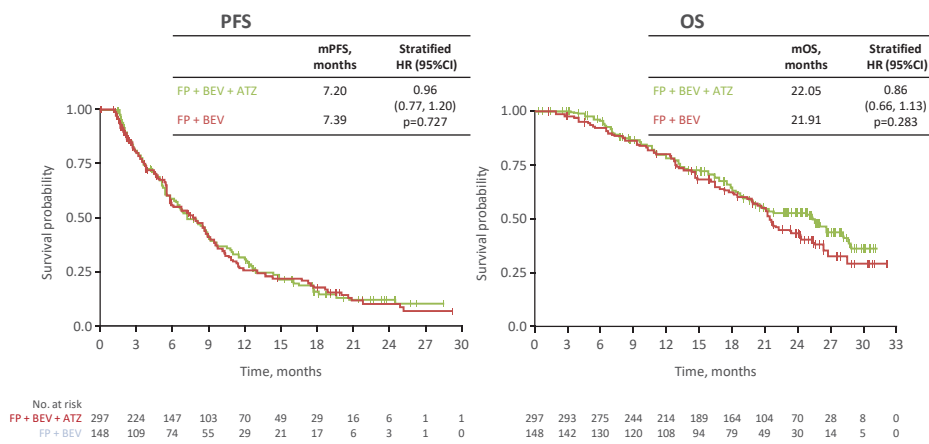 PFS
mPFS, months Stratified HR (95%CI)
FP + BEV + ATZ 7.20 0.96 (0.77, 1.20)
FP + BEV 7.39 p=0.727
Survival probability
1.00
0.75
0.50
0.25
0.0
0 3 6 9 12 15 18 21 24 27 30
Time, months
OS
mOS, months Stratified HR (95%CI)
FP + BEV + ATZ 22.05 0.86 (0.66, 1.13)
FP + BEV 21.91 p=0.283
Survival probability
1.00
0.75
0.50
0.25
0.0
0 3 6 9 12 15 18 21 24 27 30 33
Time, months
No. at risk
FP + BEV + ATZ 297 224 147 103 70 49 29 16 6 1 1 297 293 275 244 214 189 164 104 70 28 8 0
FP + BEV 148 109 74 55 29 21 17 6 3 1 0 148 142 130 120 108 94 79 49 30 14 5 0